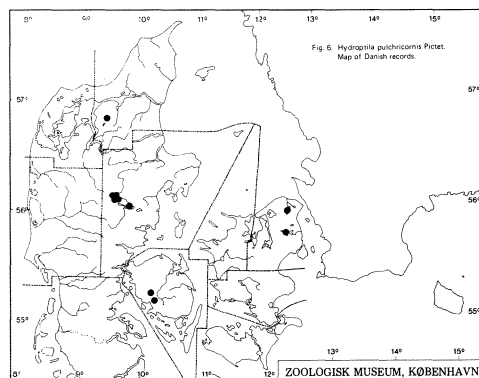 8° 9° 10° 11° 12° 13° 14° 15°
Fig. 6. Hydroptila pulchricornis Pictet.
Map of Danish records.
57° 57°
56° 56°
55° 55°
13° 14° 15°
8° 9° 10° 11° 12°
ZOOLOGISK MUSEUM, KØBENHAVN